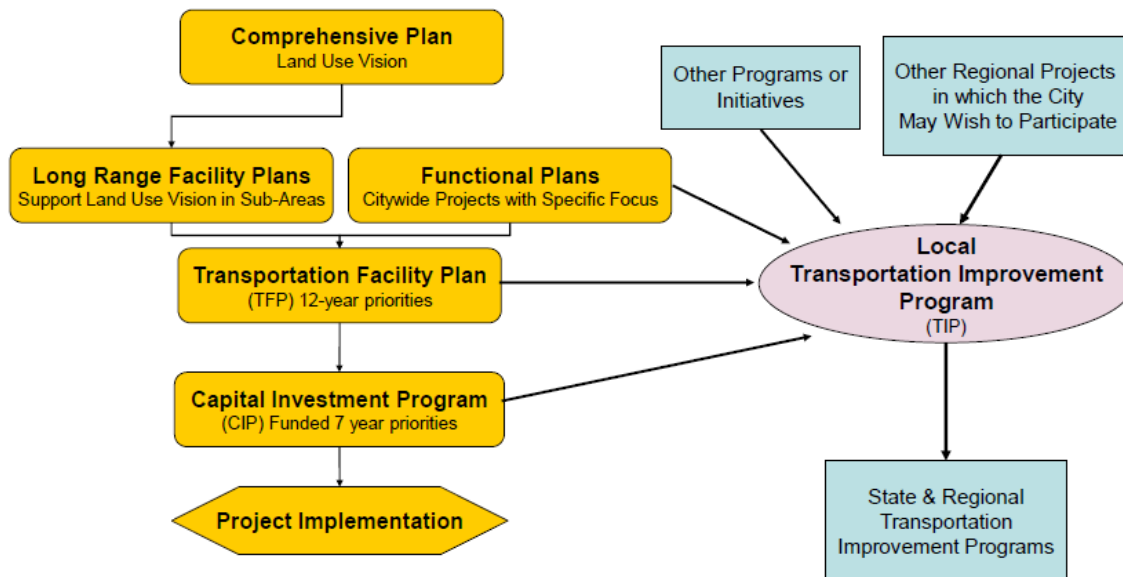 Comprehensive Plan
Land Use Vision
Other Programs or
Initiatives
Other Regional Projects
in which the City
May Wish to Participate
Long Range Facility Plans
Support Land Use Vision in Sub-Areas
Functional Plans
Citywide Projects with Specific Focus
Transportation Facility Plan
(TFP) 12-year priorities
Local
Transportation Improvement
Program
(TIP)
Capital Investment Program
(CIP) Funded 7 year priorities
Project Implementation
State & Regional
Transportation
Improvement Programs